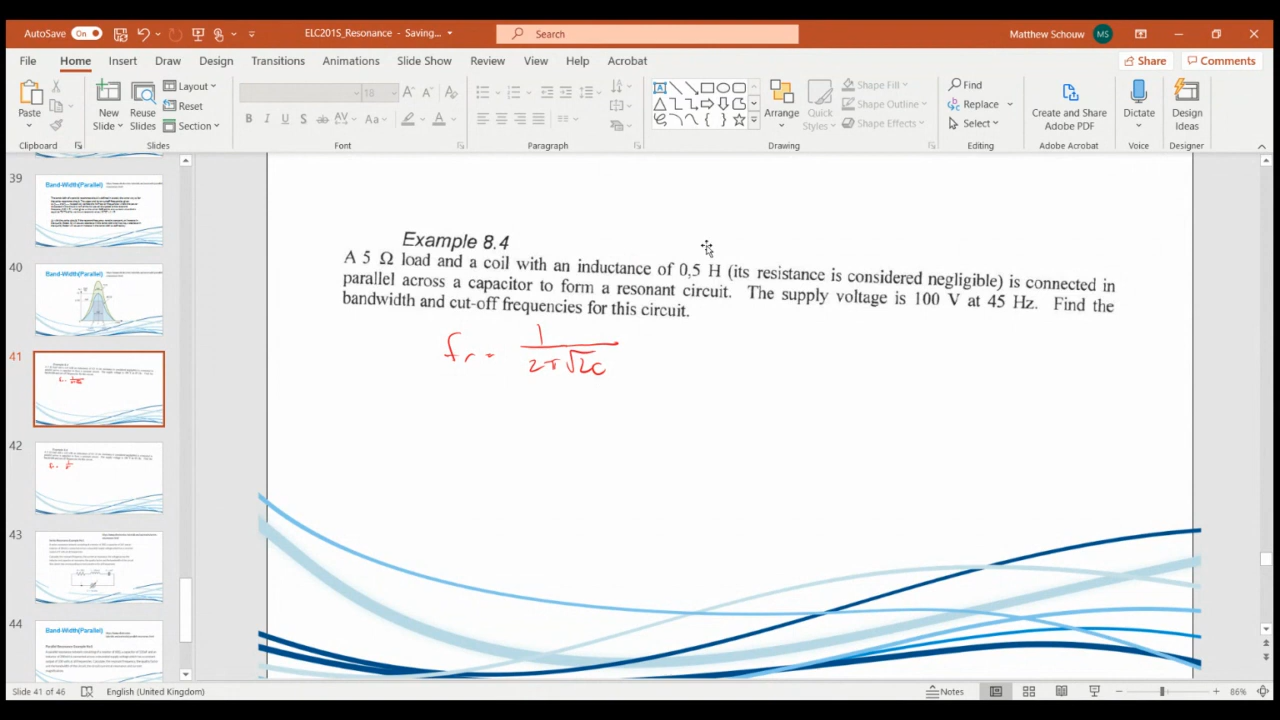 AutoSave On ELC201S_Resonance - Saving... Search Matthew Schouw MS
File Home Insert Draw Design Transitions Animations Slide Show Review View Help Acrobat Share Comments
Paste New Slide Reuse Slides Layout Reset Section 18 Arrange Quick Styles Shape Fill Shape Outline Shape Effects Find Replace Select Create and Share Adobe PDF Dictate Design Ideas
Clipboard Slides Font Paragraph Drawing Editing Adobe Acrobat Voice Designer
39
Band-Width(Parallel)
40
41
42
43
44
Band-Width(Parallel)
Example 8.4
A 5 Ω load and a coil with an inductance of 0,5 H (its resistance is considered negligible) is connected in
parallel across a capacitor to form a resonant circuit. The supply voltage is 100 V at 45 Hz. Find the
bandwidth and cut-off frequencies for this circuit.
fr = 1
2π√LC
Slide 41 of 46 English (United Kingdom) Notes 86%